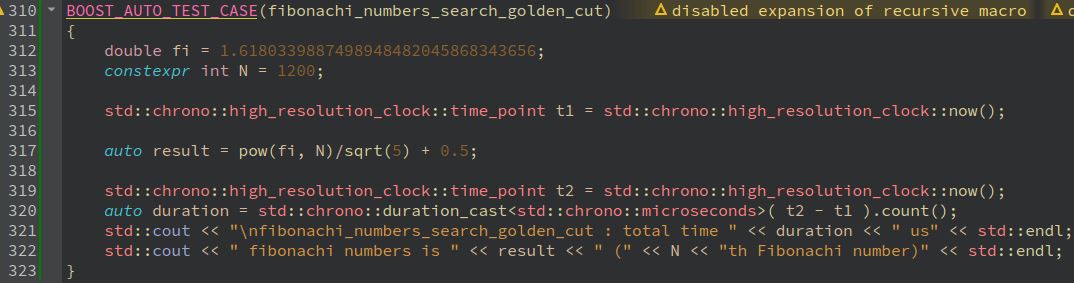 310 BOOST_AUTO_TEST_CASE(fibonachi_numbers_search_golden_cut) disabled expansion of recursive macro
311 {
312 double fi = 1.61803398874989484820458683436​56;
313 constexpr int N = 1200;
314
315 std::chrono::high_resolution_clock::time_point t1 = std::chrono::high_resolution_clock::now();
316
317 auto result = pow(fi, N)/sqrt(5) + 0.5;
318
319 std::chrono::high_resolution_clock::time_point t2 = std::chrono::high_resolution_clock::now();
320 auto duration = std::chrono::duration_cast<std::chrono::microseconds>( t2 - t1 ).count();
321 std::cout << "\nfibonachi_numbers_search_golden_cut : total time " << duration << " us" << std::endl;
322 std::cout << " fibonachi numbers is " << result << " (" << N << "th Fibonachi number)" << std::endl;
323 }